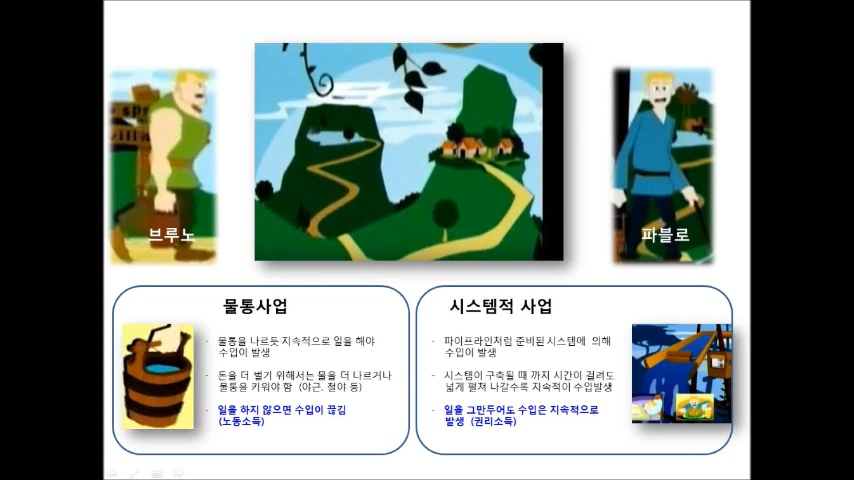 브루노
파블로
물통사업
- 물통을 나르듯 지속적으로 일을 해야
수입이 발생
- 돈을 더 벌기 위해서는 물을 더 나르거나
물통을 키워야 함 (야근, 철야 등)
- 일을 하지 않으면 수입이 끊김
(노동소득)
시스템적 사업
- 파이프라인처럼 준비된 시스템에 의해
수입이 발생
- 시스템이 구축될 때 까지 시간이 걸려도
넓게 펼쳐 나갈수록 지속적이 수입발생
- 일을 그만두어도 수입은 지속적으로
발생 (권리소득)